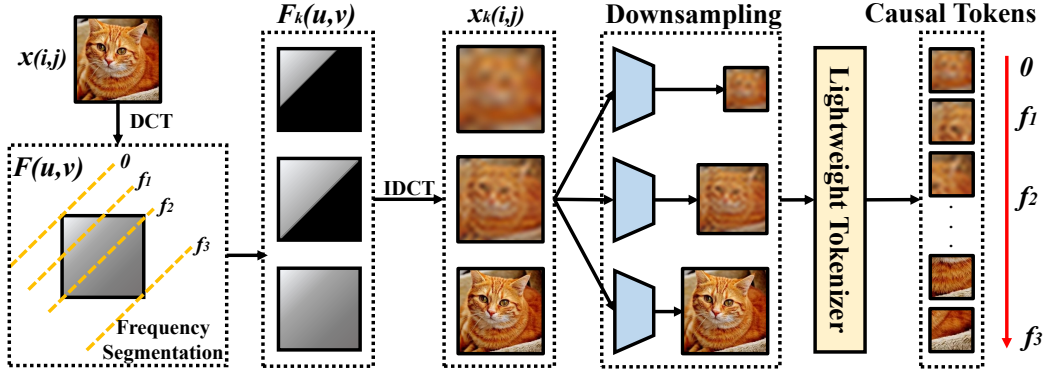 x(i,j)
DCT
F(u,v)
0
f1
f2
f3
Frequency
Segmentation
Fk(u,v)
IDCT
xk(i,j)
Downsampling
Lightweight Tokenizer
Causal Tokens
0
f1
f2
f3